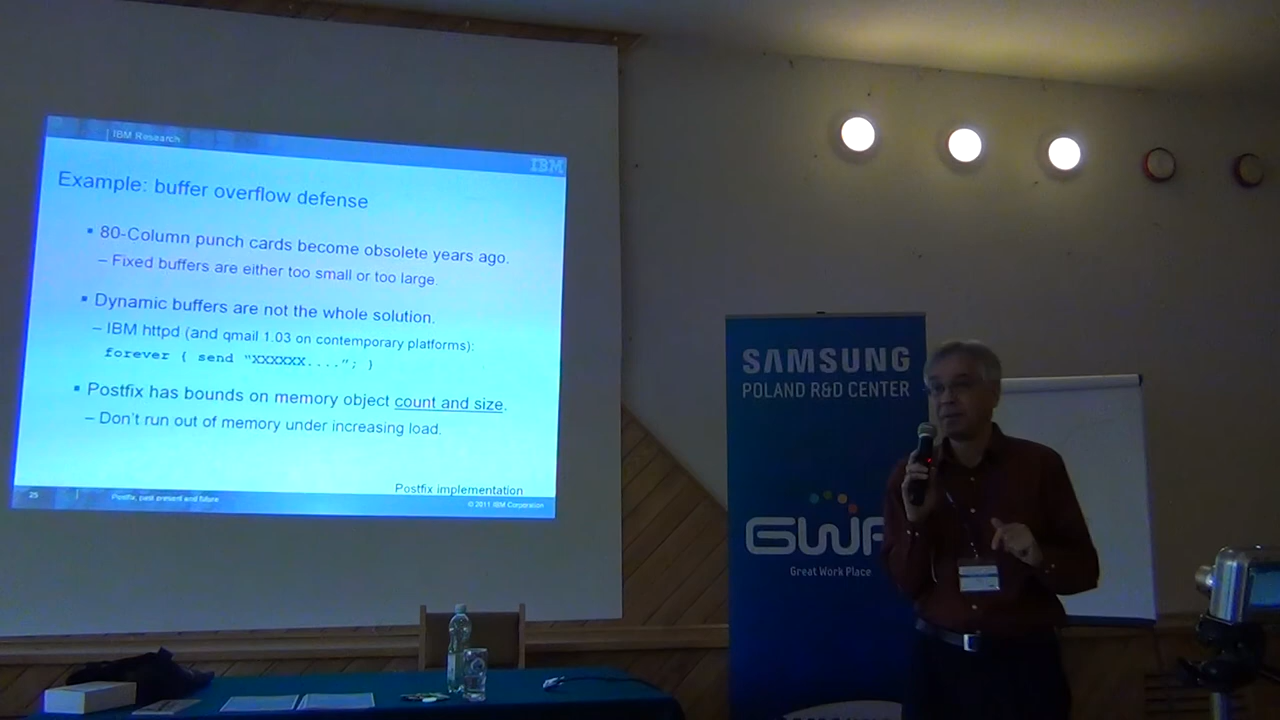 IBM Research
IBM
Example: buffer overflow defense
▪ 80-Column punch cards become obsolete years ago.
– Fixed buffers are either too small or too large.
▪ Dynamic buffers are not the whole solution.
– IBM httpd (and qmail 1.03 on contemporary platforms):
forever { send “XXXXXX....”; }
▪ Postfix has bounds on memory object count and size.
– Don't run out of memory under increasing load.
Postfix implementation
25
Postfix, past present and future
© 2011 IBM Corporation
SAMSUNG
POLAND R&D CENTER
Great Work Place